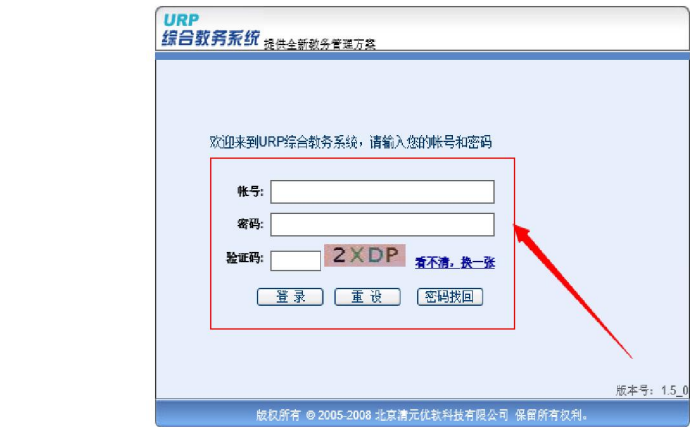 URP
综合教务系统 提供全新教务管理方案
欢迎来到URP综合教务系统，请输入您的帐号和密码
帐号:
密码:
验证码: 2XDP 看不清，换一张
登录 重设 密码找回
版本号: 1.5_0
版权所有 © 2005-2008 北京清元优软科技有限公司 保留所有权利。